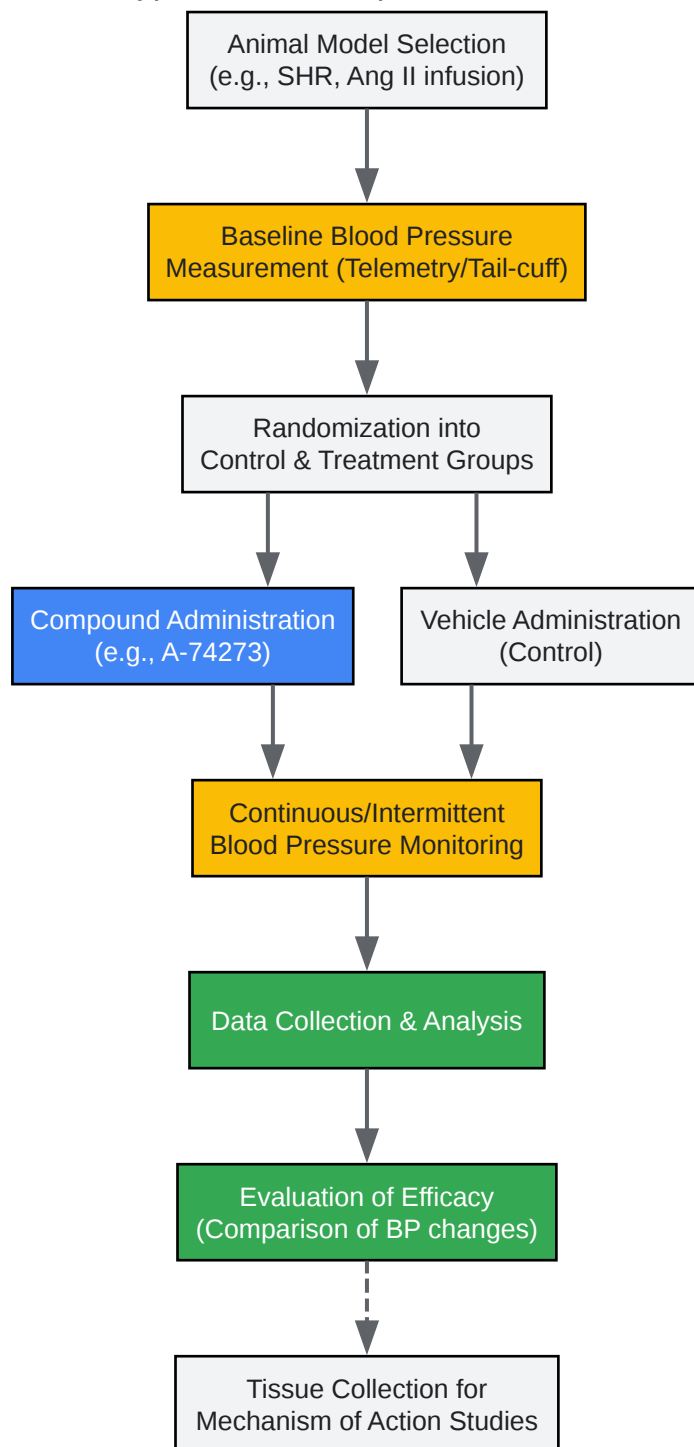 Animal Model Selection
(e.g., SHR, Ang II infusion)
Baseline Blood Pressure
Measurement (Telemetry/Tail-cuff)
Randomization into
Control & Treatment Groups
Compound Administration
(e.g., A-74273)
Vehicle Administration
(Control)
Continuous/Intermittent
Blood Pressure Monitoring
Data Collection & Analysis
Evaluation of Efficacy
(Comparison of BP changes)
Tissue Collection for
Mechanism of Action Studies